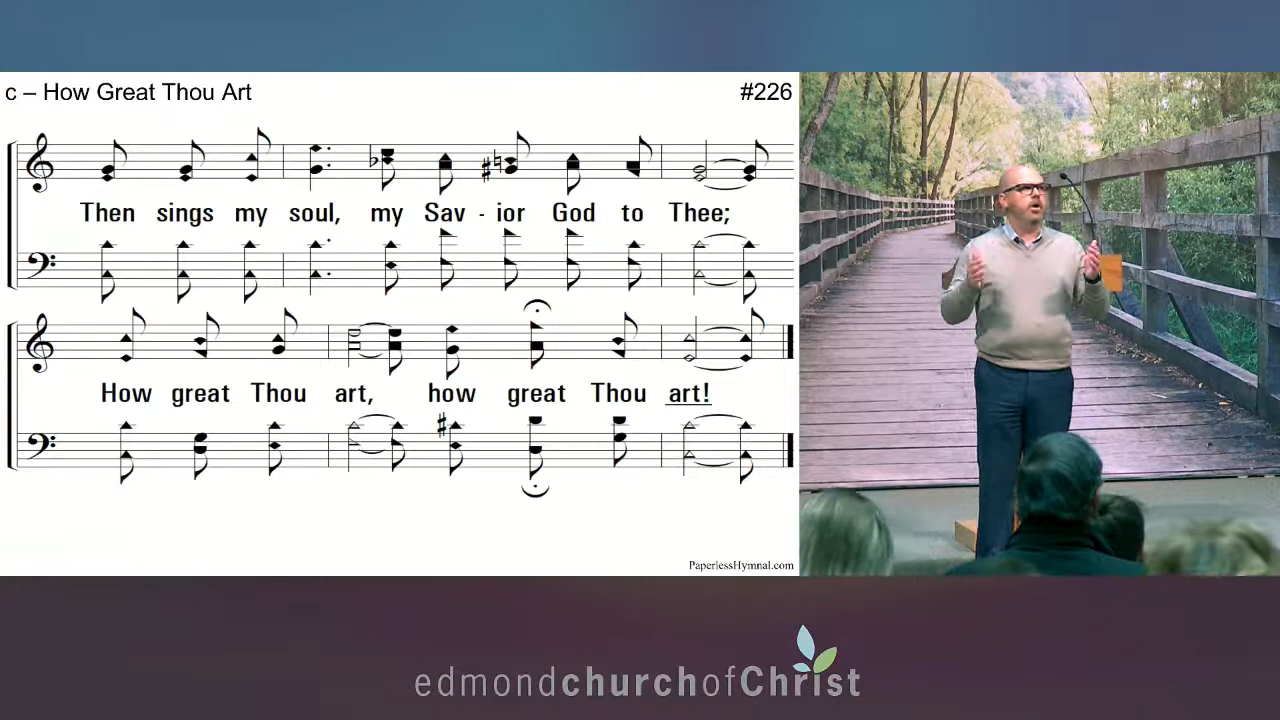 c – How Great Thou Art
#226
Then sings my soul, my Sav - ior God to Thee;
How great Thou art, how great Thou art!
PaperlessHymnal.com
edmondchurchofChrist